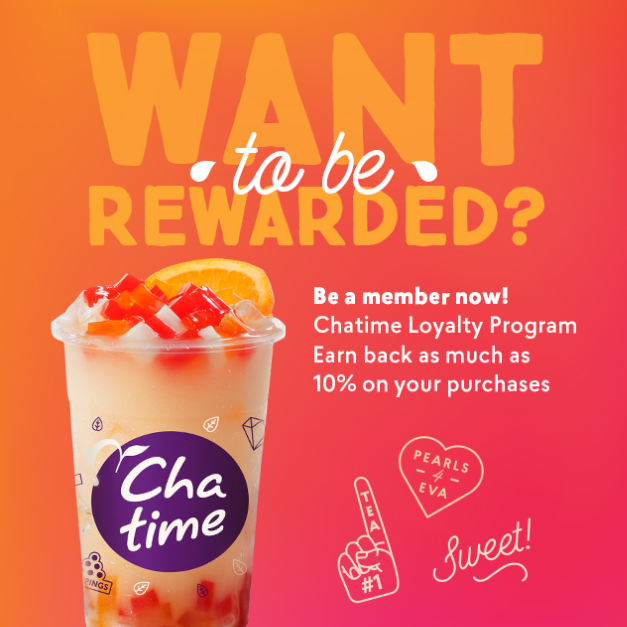 WANT
to be
REWARDED?
Be a member now!
Chatime Loyalty Program
Earn back as much as
10% on your purchases
Cha
time
PEARLS
4
EVA
TEA
#1
Sweet!